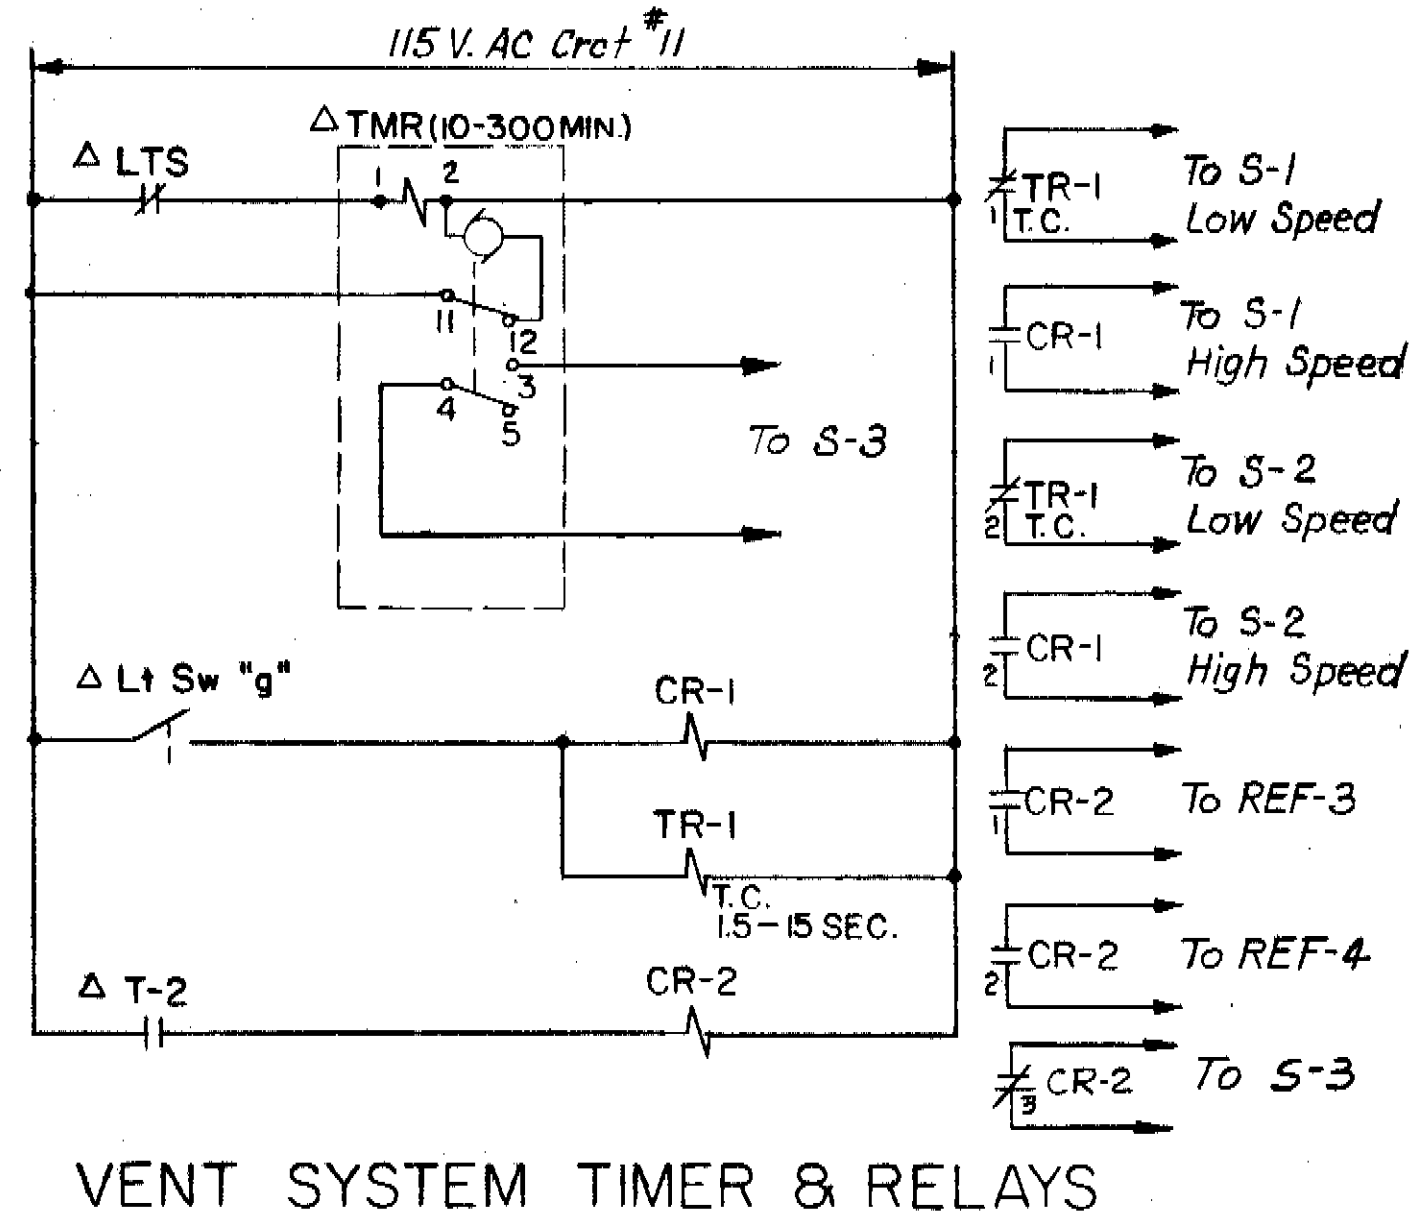 115 V. AC Crct #11
△ TMR (10-300 MIN.)
△ LTS
1
2
11
12
3
4
5
To S-3
△ Lt Sw "g"
CR-1
TR-1
T.C.
1.5-15 SEC.
△ T-2
CR-2
TR-1
1 T.C.
To S-1
Low Speed
CR-1
1
To S-1
High Speed
TR-1
2 T.C.
To S-2
Low Speed
CR-1
2
To S-2
High Speed
CR-2
1
To REF-3
CR-2
2
To REF-4
CR-2
3
To S-3
VENT SYSTEM TIMER & RELAYS